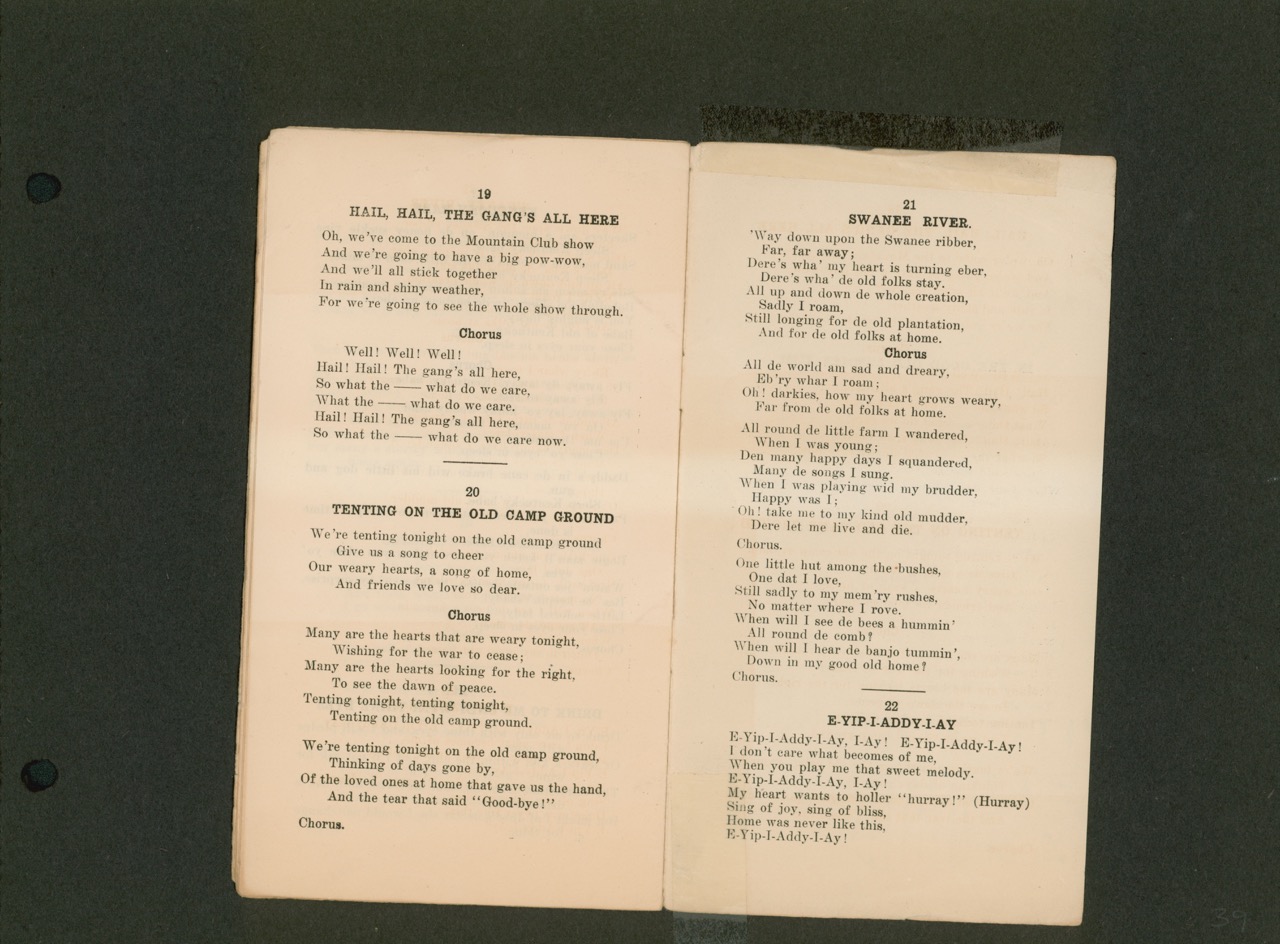 19
HAIL, HAIL, THE GANG'S ALL HERE
Oh, we've come to the Mountain Club show
And we're going to have a big pow-wow,
And we'll all stick together
In rain and shiny weather,
For we're going to see the whole show through.
Chorus
Well! Well! Well!
Hail! Hail! The gang's all here,
So what the —— what do we care,
What the —— what do we care.
Hail! Hail! The gang's all here,
So what the —— what do we care now.
20
TENTING ON THE OLD CAMP GROUND
We're tenting tonight on the old camp ground
Give us a song to cheer
Our weary hearts, a song of home,
And friends we love so dear.
Chorus
Many are the hearts that are weary tonight,
Wishing for the war to cease;
Many are the hearts looking for the right,
To see the dawn of peace.
Tenting tonight, tenting tonight,
Tenting on the old camp ground.
We're tenting tonight on the old camp ground,
Thinking of days gone by,
Of the loved ones at home that gave us the hand,
And the tear that said "Good-bye!"
Chorus.
21
SWANEE RIVER.
'Way down upon the Swanee ribber,
Far, far away;
Dere's wha' my heart is turning eber,
Dere's wha' de old folks stay.
All up and down de whole creation,
Sadly I roam,
Still longing for de old plantation,
And for de old folks at home.
Chorus
All de world am sad and dreary,
Eb'ry whar I roam;
Oh! darkies, how my heart grows weary,
Far from de old folks at home.
All round de little farm I wandered,
When I was young;
Den many happy days I squandered,
Many de songs I sung.
When I was playing wid my brudder,
Happy was I;
Oh! take me to my kind old mudder,
Dere let me live and die.
Chorus.
One little hut among the bushes,
One dat I love,
Still sadly to my mem'ry rushes,
No matter where I rove.
When will I see de bees a hummin'
All round de comb?
When will I hear de banjo tummin',
Down in my good old home?
Chorus.
22
E-YIP-I-ADDY-I-AY
E-Yip-I-Addy-I-Ay, I-Ay! E-Yip-I-Addy-I-Ay!
I don't care what becomes of me,
When you play me that sweet melody.
E-Yip-I-Addy-I-Ay, I-Ay!
My heart wants to holler "hurray!" (Hurray)
Sing of joy, sing of bliss,
Home was never like this,
E-Yip-I-Addy-I-Ay!
39